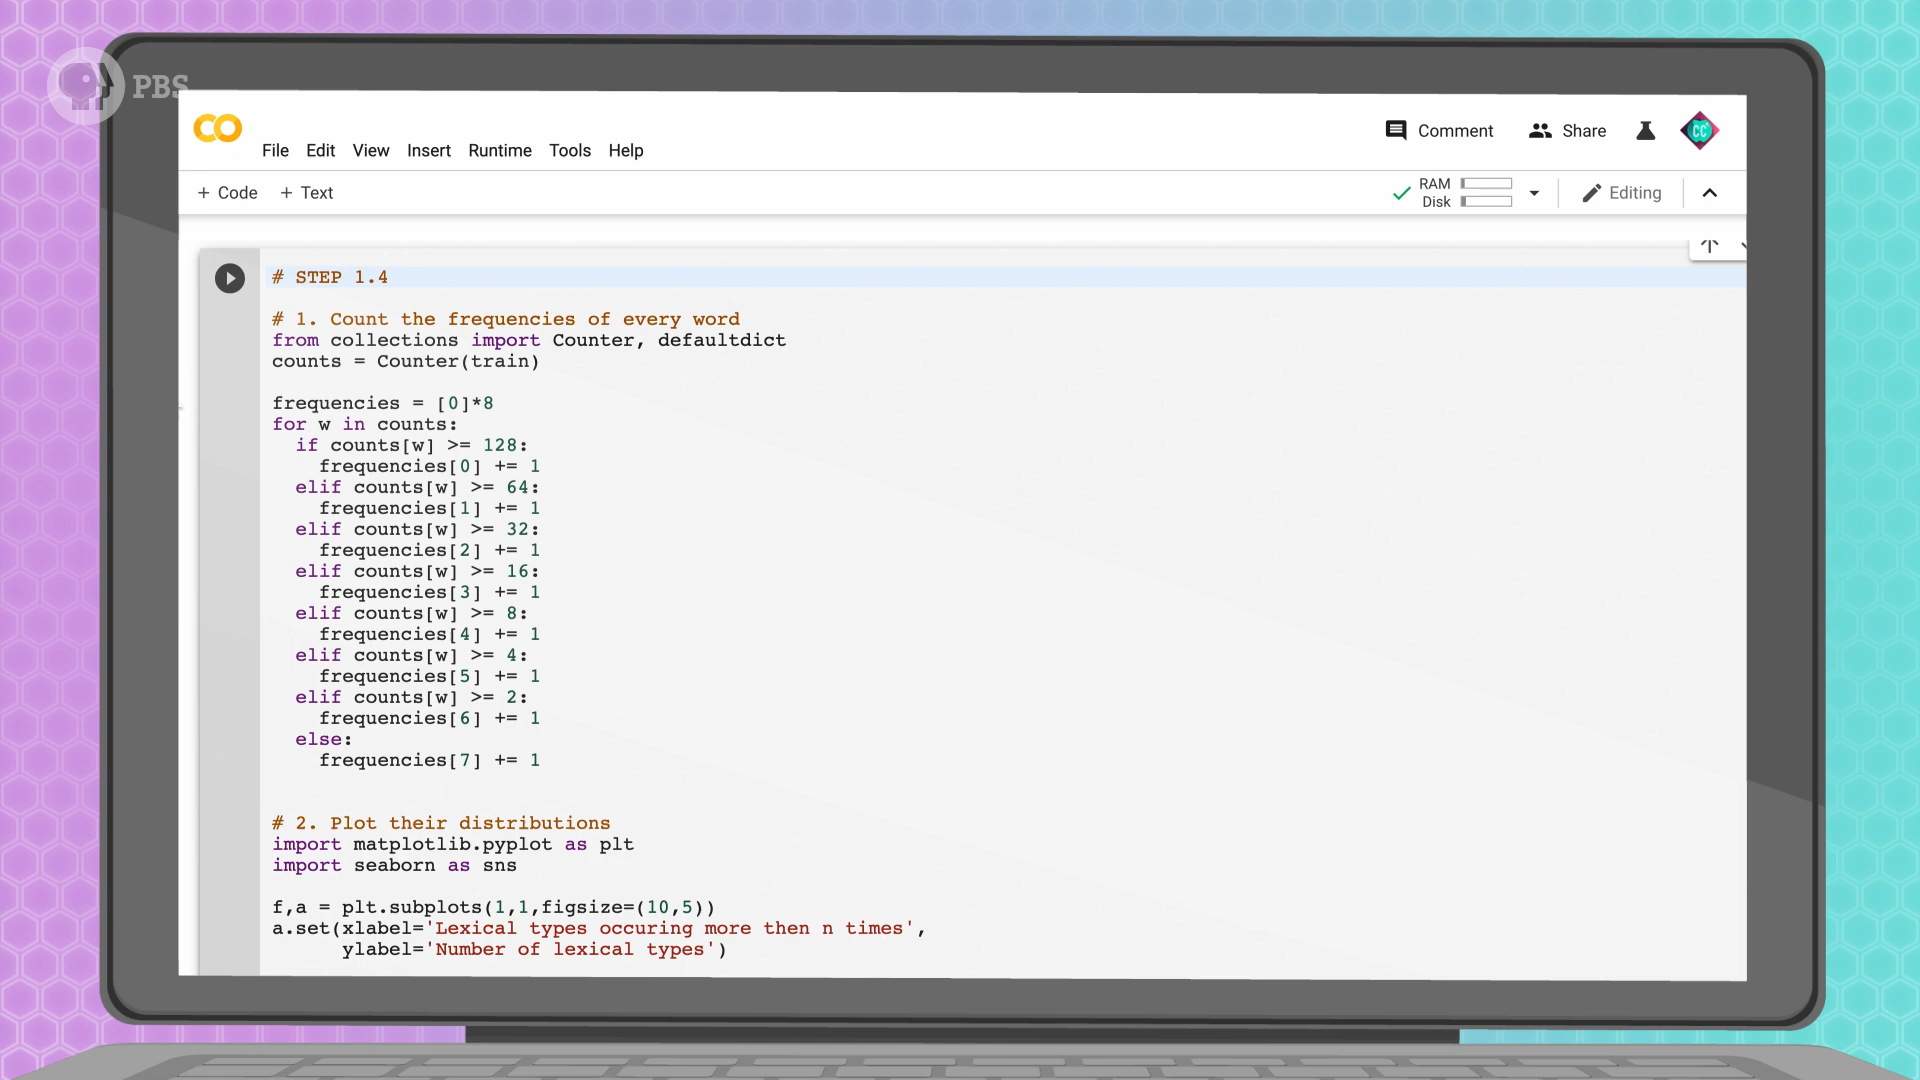 PBS
CO
File Edit View Insert Runtime Tools Help
Comment Share
CC
+ Code + Text
RAM
Disk
Editing
# STEP 1.4
# 1. Count the frequencies of every word
from collections import Counter, defaultdict
counts = Counter(train)
frequencies = [0]*8
for w in counts:
  if counts[w] >= 128:
    frequencies[0] += 1
  elif counts[w] >= 64:
    frequencies[1] += 1
  elif counts[w] >= 32:
    frequencies[2] += 1
  elif counts[w] >= 16:
    frequencies[3] += 1
  elif counts[w] >= 8:
    frequencies[4] += 1
  elif counts[w] >= 4:
    frequencies[5] += 1
  elif counts[w] >= 2:
    frequencies[6] += 1
  else:
    frequencies[7] += 1
# 2. Plot their distributions
import matplotlib.pyplot as plt
import seaborn as sns
f,a = plt.subplots(1,1,figsize=(10,5))
a.set(xlabel='Lexical types occuring more then n times',
      ylabel='Number of lexical types')